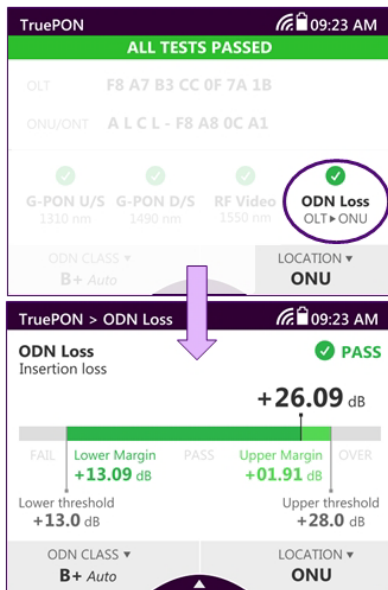 TruePON 09:23 AM
ALL TESTS PASSED
OLT F8 A7 B3 CC 0F 7A 1B
ONU/ONT A L C L - F8 A8 0C A1
G-PON U/S G-PON D/S RF Video ODN Loss
1310 nm 1490 nm 1550 nm OLT▸ONU
ODN CLASS ▾ LOCATION ▾
B+ Auto ONU
TruePON > ODN Loss 09:23 AM
ODN Loss PASS
Insertion loss
+26.09 dB
FAIL Lower Margin PASS Upper Margin OVER
+13.09 dB +01.91 dB
Lower threshold Upper threshold
+13.0 dB +28.0 dB
ODN CLASS ▾ LOCATION ▾
B+ Auto ONU